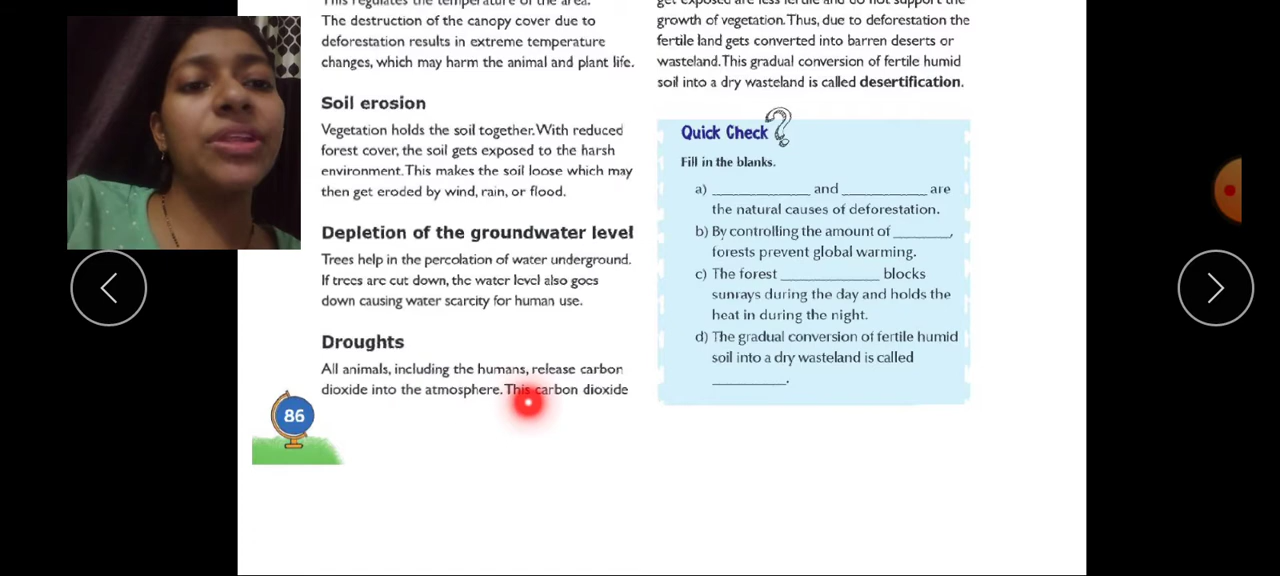 This regulates the temperature of the area.
The destruction of the canopy cover due to
deforestation results in extreme temperature
changes, which may harm the animal and plant life.
Soil erosion
Vegetation holds the soil together. With reduced
forest cover, the soil gets exposed to the harsh
environment. This makes the soil loose which may
then get eroded by wind, rain, or flood.
Depletion of the groundwater level
Trees help in the percolation of water underground.
If trees are cut down, the water level also goes
down causing water scarcity for human use.
Droughts
All animals, including the humans, release carbon
dioxide into the atmosphere. This carbon dioxide
86
get exposed are less fertile and do not support the
growth of vegetation. Thus, due to deforestation the
fertile land gets converted into barren deserts or
wasteland. This gradual conversion of fertile humid
soil into a dry wasteland is called desertification.
Quick Check ?
Fill in the blanks.
a) ____________ and __________ are
the natural causes of deforestation.
b) By controlling the amount of _______,
forests prevent global warming.
c) The forest ____________ blocks
sunrays during the day and holds the
heat in during the night.
d) The gradual conversion of fertile humid
soil into a dry wasteland is called
_________.